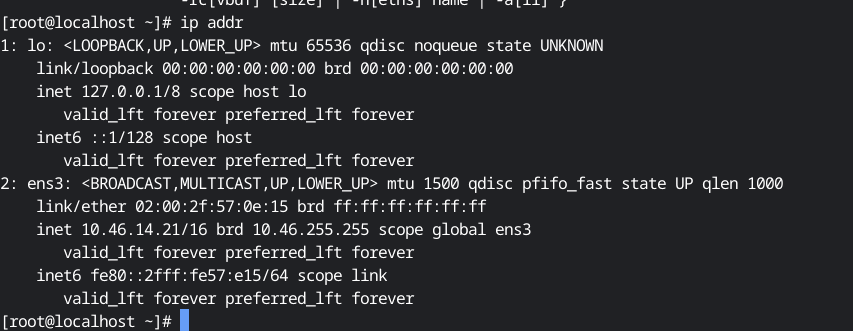 -rc[vbuf] [size] | -n[etns] name | -a[ll] }
[root@localhost ~]# ip addr
1: lo: <LOOPBACK,UP,LOWER_UP> mtu 65536 qdisc noqueue state UNKNOWN
    link/loopback 00:00:00:00:00:00 brd 00:00:00:00:00:00
    inet 127.0.0.1/8 scope host lo
       valid_lft forever preferred_lft forever
    inet6 ::1/128 scope host
       valid_lft forever preferred_lft forever
2: ens3: <BROADCAST,MULTICAST,UP,LOWER_UP> mtu 1500 qdisc pfifo_fast state UP qlen 1000
    link/ether 02:00:2f:57:0e:15 brd ff:ff:ff:ff:ff:ff
    inet 10.46.14.21/16 brd 10.46.255.255 scope global ens3
       valid_lft forever preferred_lft forever
    inet6 fe80::2fff:fe57:e15/64 scope link
       valid_lft forever preferred_lft forever
[root@localhost ~]#